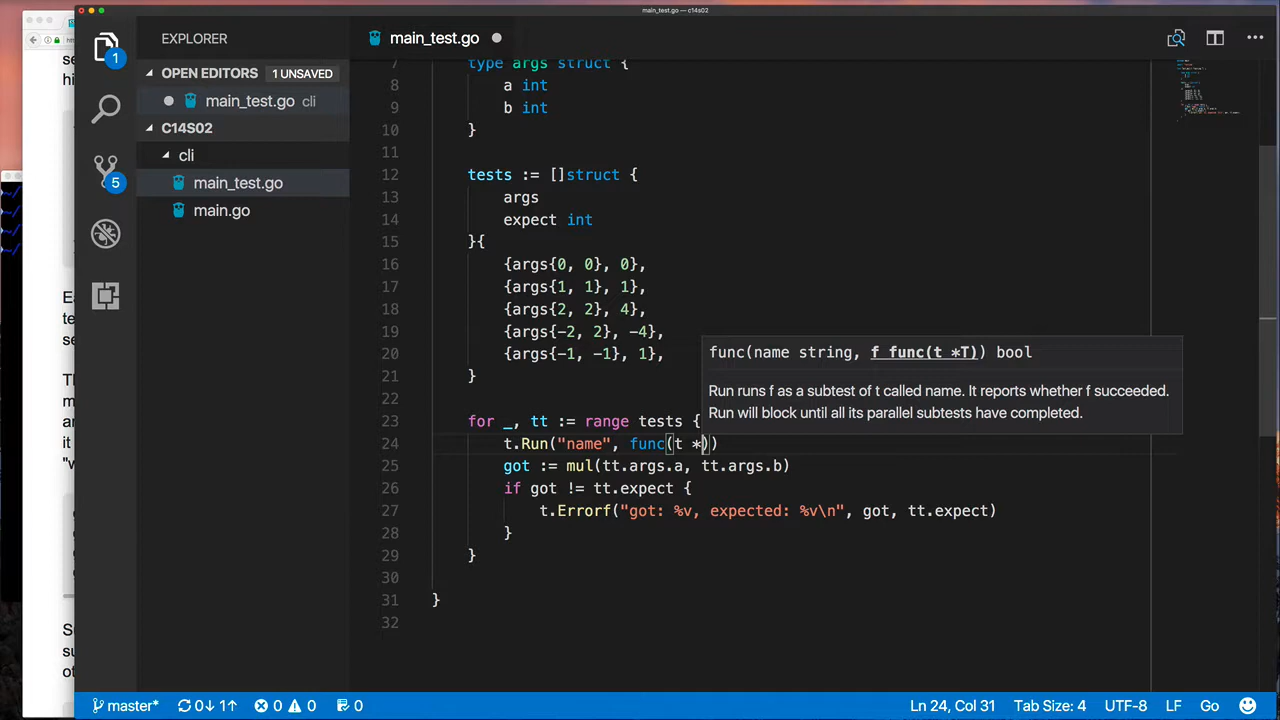 main_test.go — c14s02
EXPLORER
main_test.go
OPEN EDITORS 1 UNSAVED
main_test.go cli
C14S02
cli
main_test.go
main.go
1
5
7 type args struct {
8 a int
9 b int
10 }
11
12 tests := []struct {
13 args
14 expect int
15 }{
16 {args{0, 0}, 0},
17 {args{1, 1}, 1},
18 {args{2, 2}, 4},
19 {args{-2, 2}, -4},
20 {args{-1, -1}, 1},
21 }
22
func(name string, f func(t *T)) bool
Run runs f as a subtest of t called name. It reports whether f succeeded.
Run will block until all its parallel subtests have completed.
23 for _, tt := range tests {
24 t.Run("name", func(t *))
25 got := mul(tt.args.a, tt.args.b)
26 if got != tt.expect {
27 t.Errorf("got: %v, expected: %v\n", got, tt.expect)
28 }
29 }
30
31 }
32
master* 0↓ 1↑ 0 0 0 Ln 24, Col 31 Tab Size: 4 UTF-8 LF Go